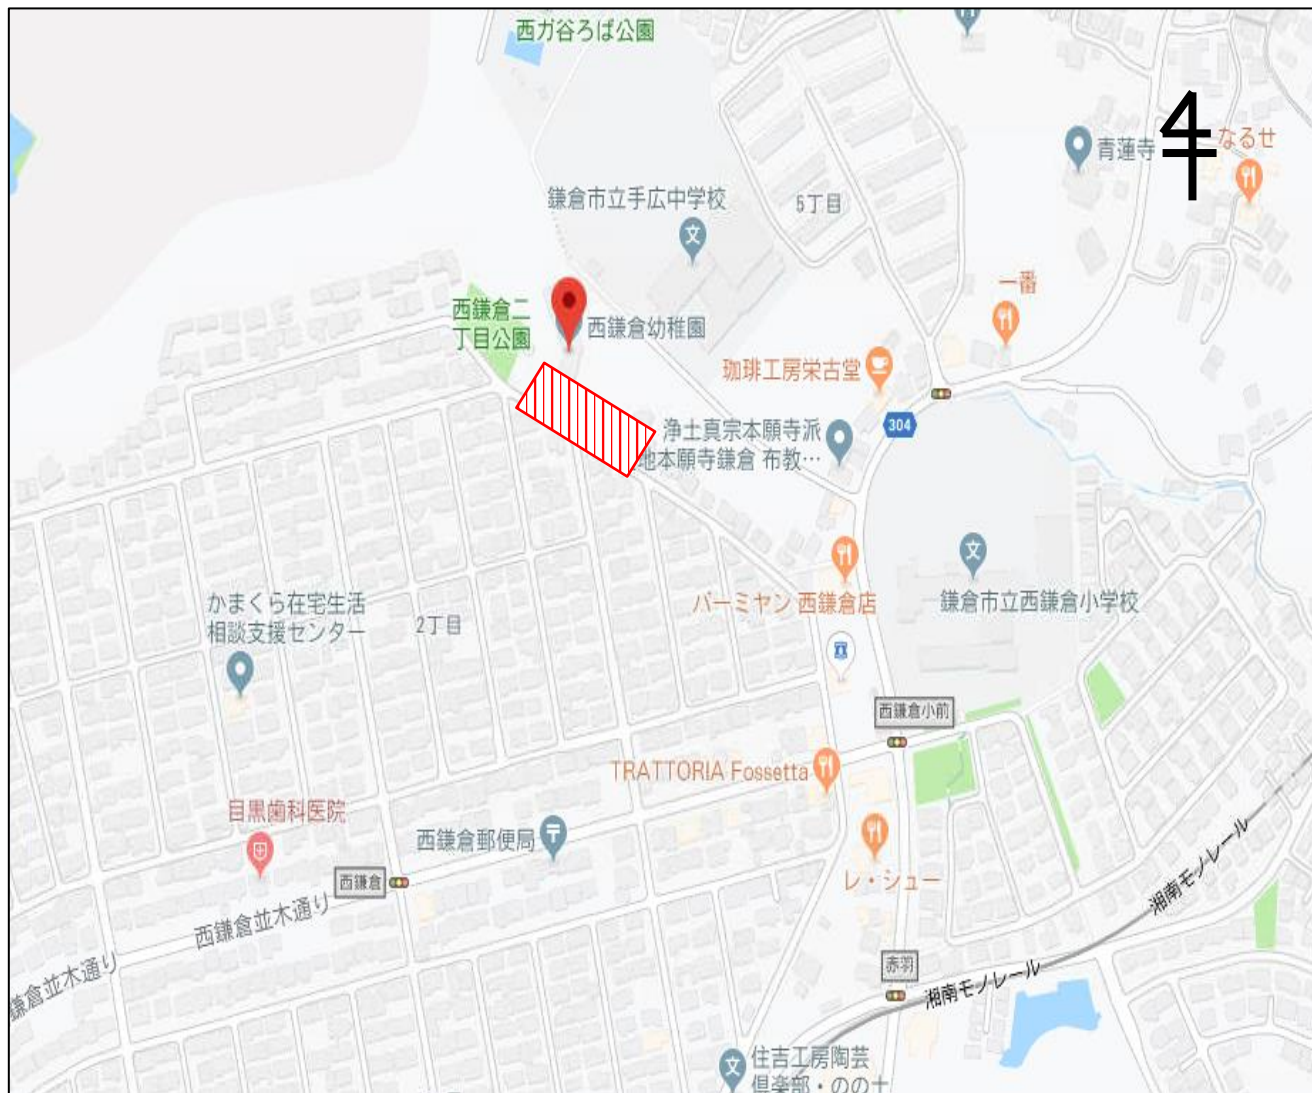 西ガ谷ろば公園
青蓮寺
なるせ
鎌倉市立手広中学校
5丁目
一番
西鎌倉二
丁目公園
西鎌倉幼稚園
珈琲工房栄古堂
304
浄土真宗本願寺派
地本願寺鎌倉 布教…
バーミヤン 西鎌倉店
鎌倉市立西鎌倉小学校
かまくら在宅生活
相談支援センター
2丁目
西鎌倉小前
TRATTORIA Fossetta
目黒歯科医院
西鎌倉郵便局
レ・シュー
西鎌倉
西鎌倉並木通り
鎌倉並木通り
湘南モノレール
赤羽
湘南モノレール
住吉工房陶芸
倶楽部・のの土